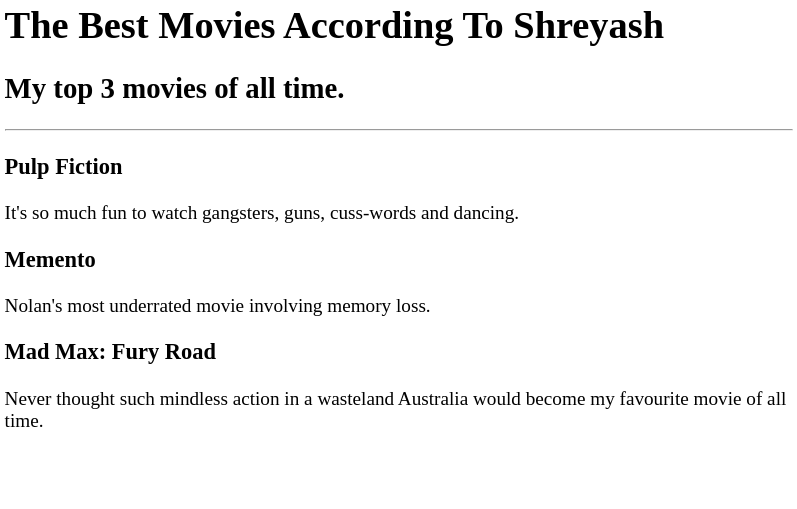 The Best Movies According To Shreyash
My top 3 movies of all time.
Pulp Fiction
It's so much fun to watch gangsters, guns, cuss-words and dancing.
Memento
Nolan's most underrated movie involving memory loss.
Mad Max: Fury Road
Never thought such mindless action in a wasteland Australia would become my favourite movie of all
time.